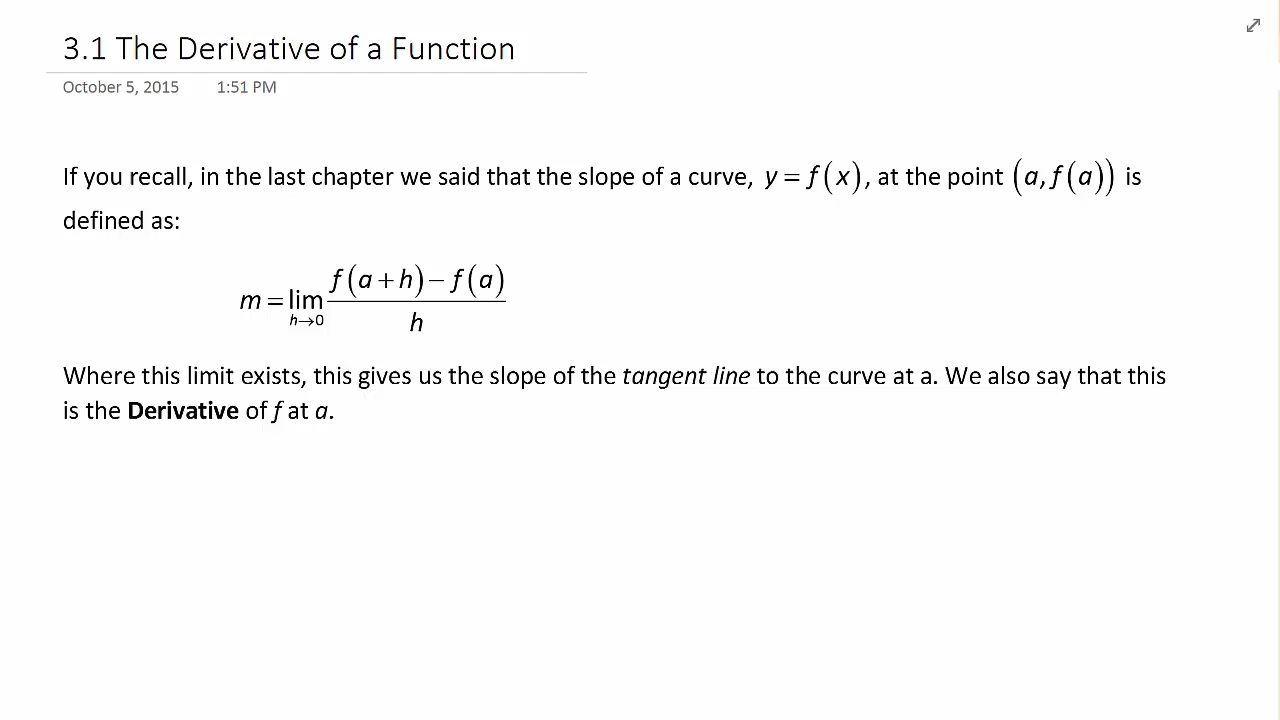 3.1 The Derivative of a Function
October 5, 2015 1:51 PM
If you recall, in the last chapter we said that the slope of a curve, y = f(x), at the point (a, f(a)) is
defined as:
m = lim h→0 f(a+h) − f(a) / h
Where this limit exists, this gives us the slope of the tangent line to the curve at a. We also say that this
is the Derivative of f at a.